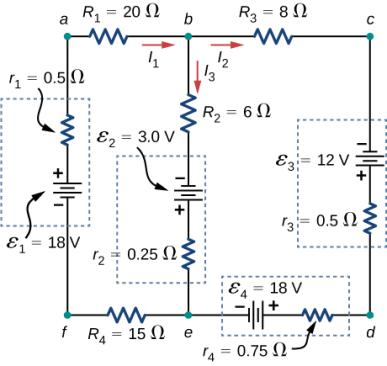 a R₁ = 20 Ω b R₃ = 8 Ω c
I₁ I₂
I₃
r₁ = 0.5 Ω
R₂ = 6 Ω
ε₂ = 3.0 V
+
−
−
+
ε₃ = 12 V
−
+
r₃ = 0.5 Ω
ε₁ = 18 V
r₂ = 0.25 Ω
ε₄ = 18 V
− +
f R₄ = 15 Ω e d
r₄ = 0.75 Ω